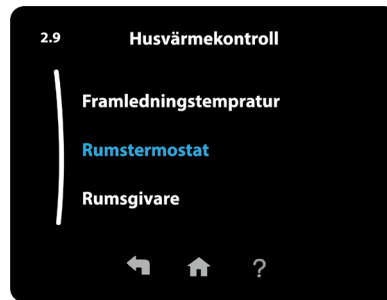 2.9
Husvärmekontroll
Framledningstempratur
Rumstermostat
Rumsgivare
?